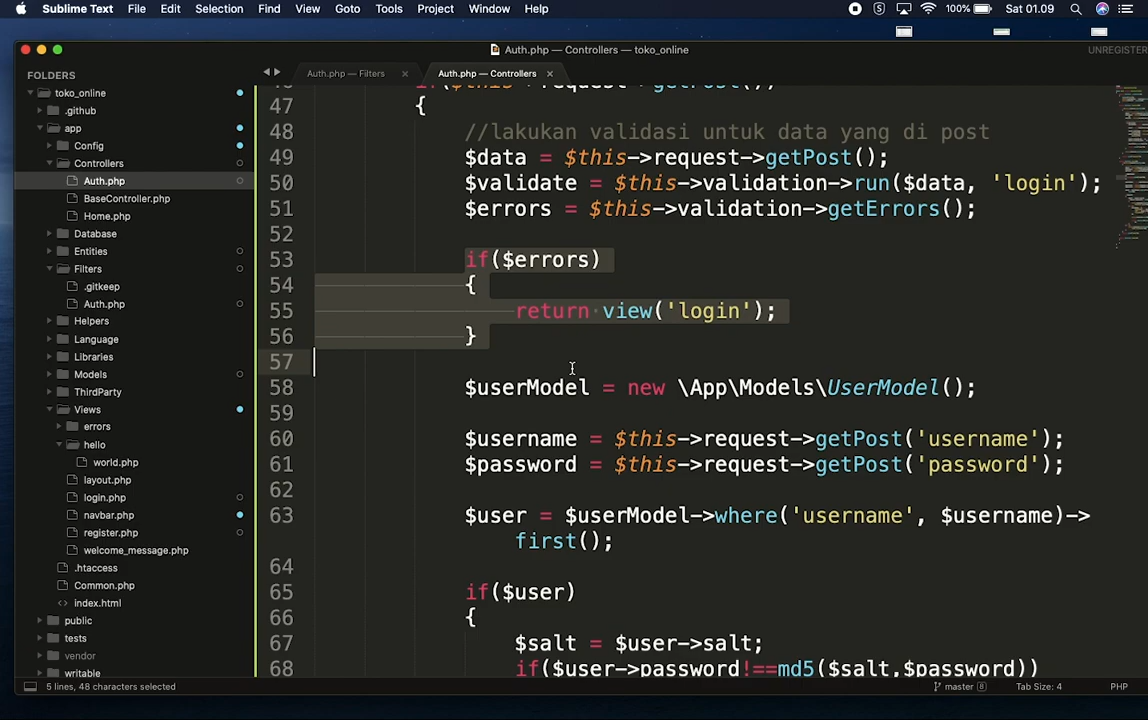 Sublime Text File Edit Selection Find View Goto Tools Project Window Help 100% Sat 01.09
Auth.php — Controllers — toko_online UNREGISTER
FOLDERS Auth.php — Filters Auth.php — Controllers
toko_online
.github
app
Config
Controllers
Auth.php
BaseController.php
Home.php
Database
Entities
Filters
.gitkeep
Auth.php
Helpers
Language
Libraries
Models
ThirdParty
Views
errors
hello
world.php
layout.php
login.php
navbar.php
register.php
welcome_message.php
.htaccess
Common.php
index.html
public
tests
vendor
writable
47 {
48 //lakukan validasi untuk data yang di post
49 $data = $this->request->getPost();
50 $validate = $this->validation->run($data, 'login');
51 $errors = $this->validation->getErrors();
52
53 if($errors)
54 {
55 return view('login');
56 }
57
58 $userModel = new \App\Models\UserModel();
59
60 $username = $this->request->getPost('username');
61 $password = $this->request->getPost('password');
62
63 $user = $userModel->where('username', $username)->
first();
64
65 if($user)
66 {
67 $salt = $user->salt;
68 if($user->password!==md5($salt.$password))
5 lines, 48 characters selected master 8 Tab Size: 4 PHP